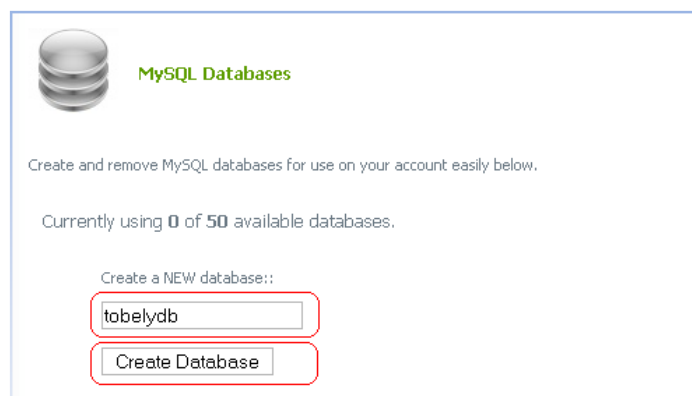 MySQL Databases
Create and remove MySQL databases for use on your account easily below.
Currently using 0 of 50 available databases.
Create a NEW database::
tobelydb
Create Database